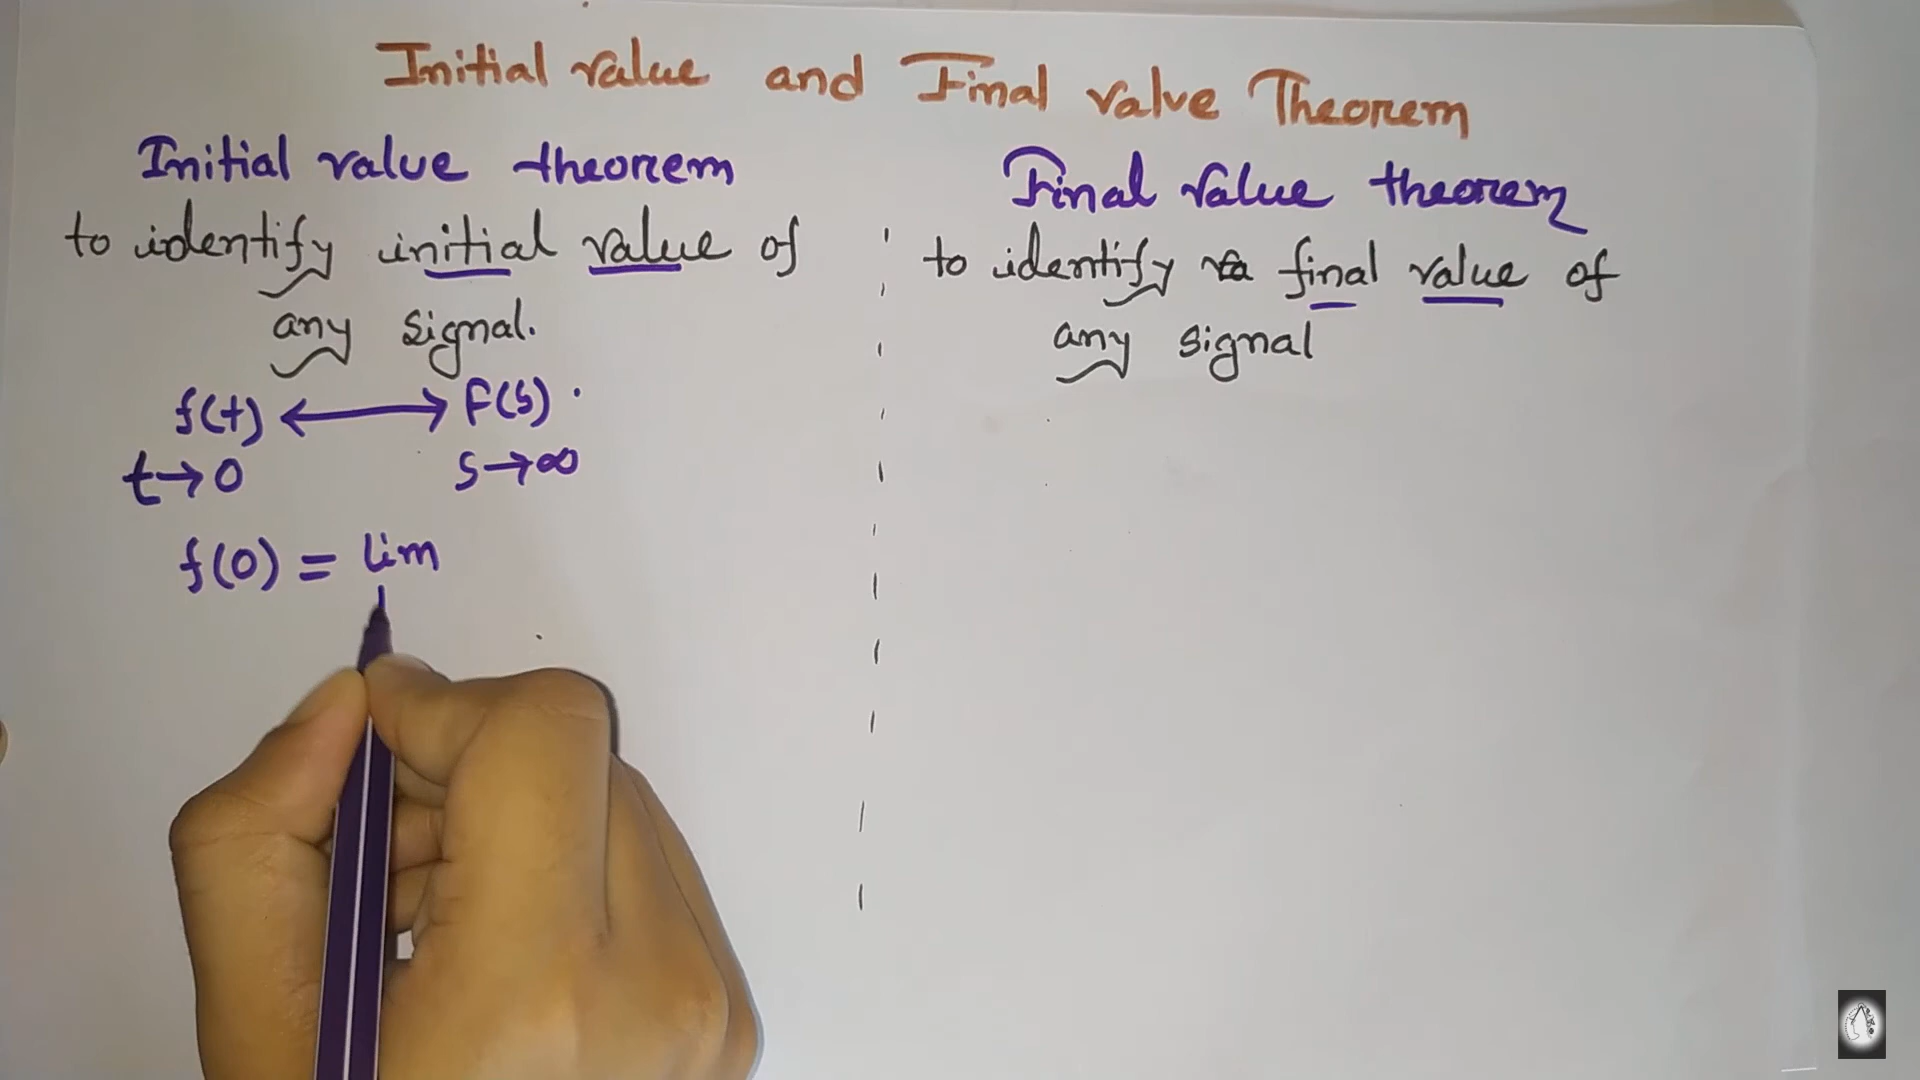 Initial value and Final value Theorem
Initial value theorem
to identify initial value of
any signal.
f(t) ⟷ F(s)
t→0 s→∞
f(0) = lim
Final value theorem
to identify final value of
any signal